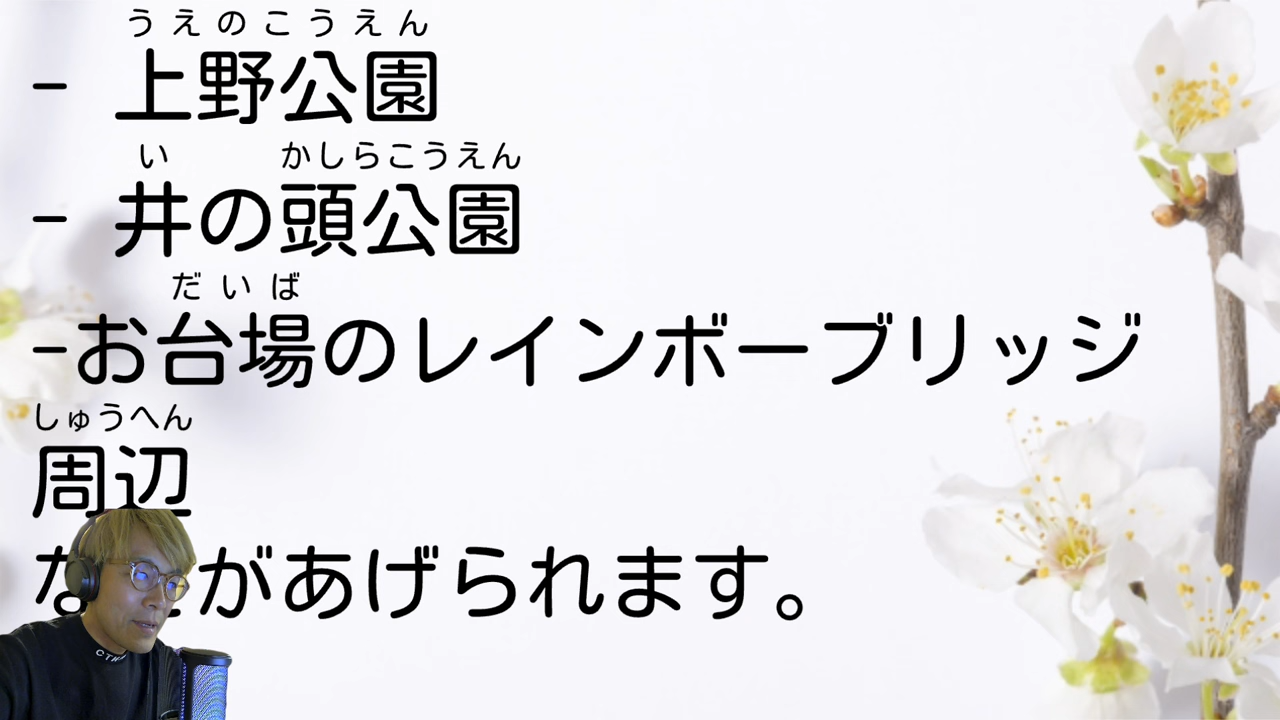 うえのこうえん
- 上野公園
い かしらこうえん
- 井の頭公園
だいば
-お台場のレインボーブリッジ
しゅうへん
周辺
があげられます。